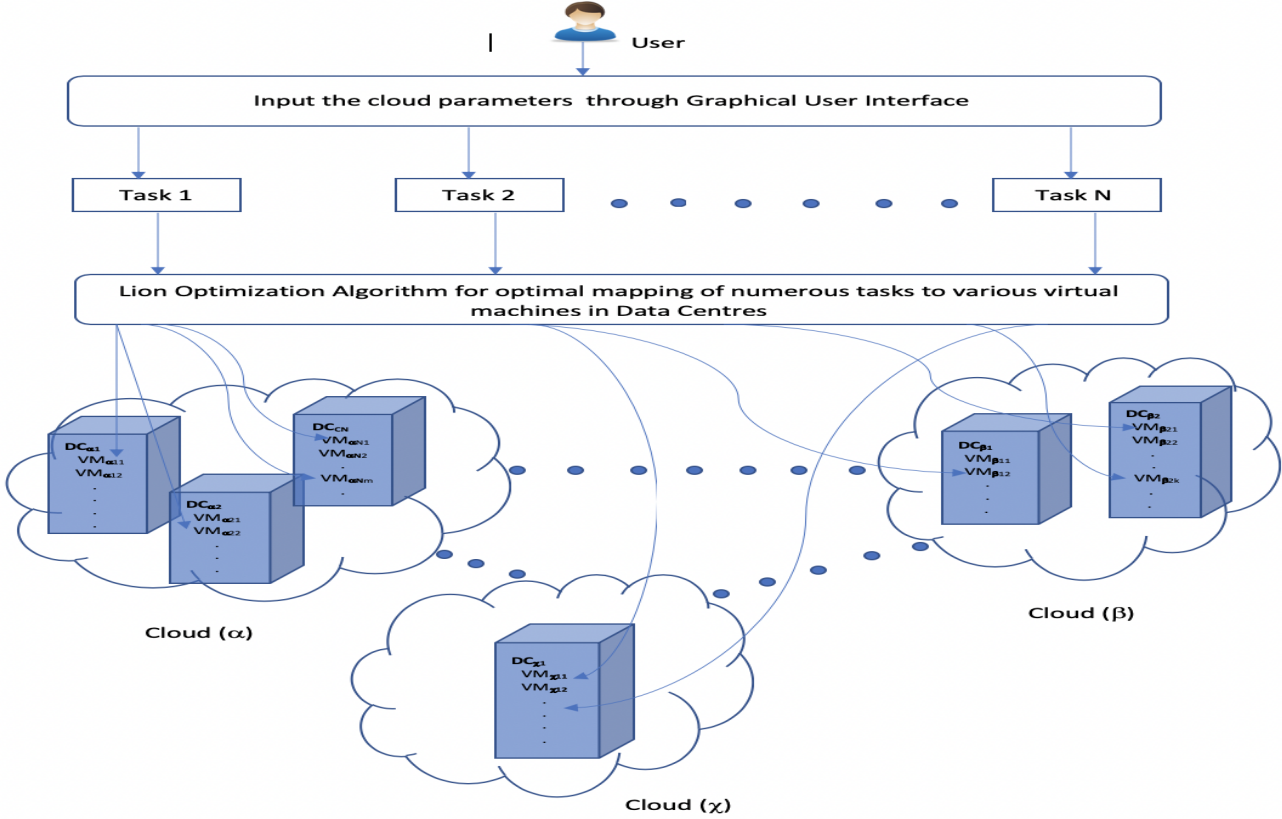 User
Input the cloud parameters through Graphical User Interface
Task 1
Task 2
Task N
Lion Optimization Algorithm for optimal mapping of numerous tasks to various virtual
machines in Data Centres
DCα1
VMα11
VMα12
DCα2
VMα21
VMα22
DCCN
VMαN1
VMαN2
VMαNm
Cloud (α)
DCβ1
VMβ11
VMβ12
DCβ2
VMβ21
VMβ22
VMβ2k
Cloud (β)
DCχ1
VMχ11
VMχ12
Cloud (χ)